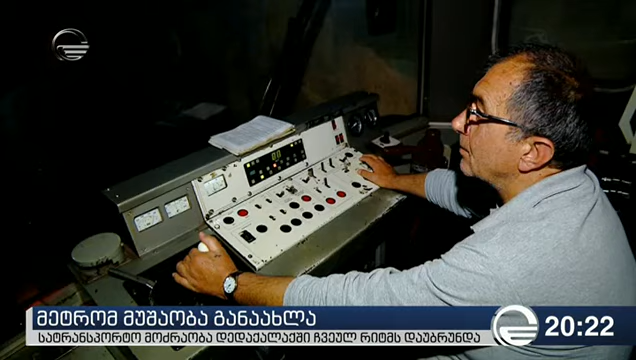 მეტრომ მუშაობა განაახლა
სატრანსპორტო მოძრაობა დედაქალაქში ჩვეულ რიტმს დაუბრუნდა
20:22